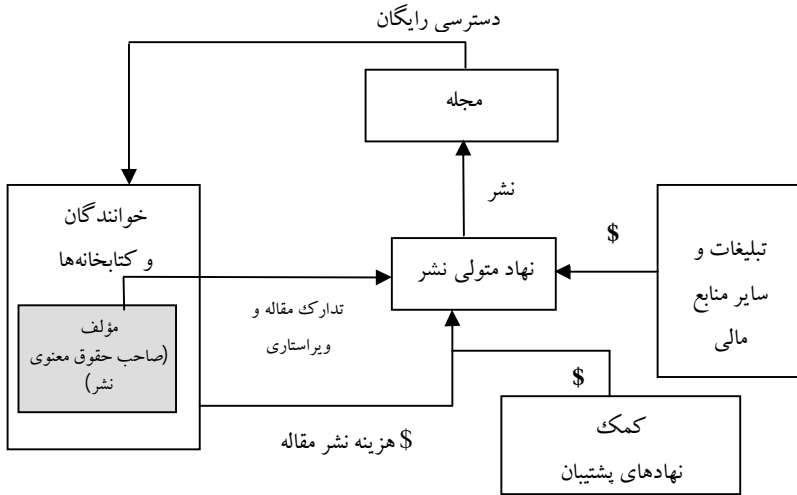 دسترسی رایگان
مجله
نشر
خوانندگان
و کتابخانه‌ها
مؤلف
(صاحب حقوق معنوی
نشر)
تدارک مقاله و
ویراستاری
نهاد متولی نشر
$
تبلیغات و
سایر منابع
مالی
$
کمک
نهادهای پشتیبان
$ هزینه نشر مقاله